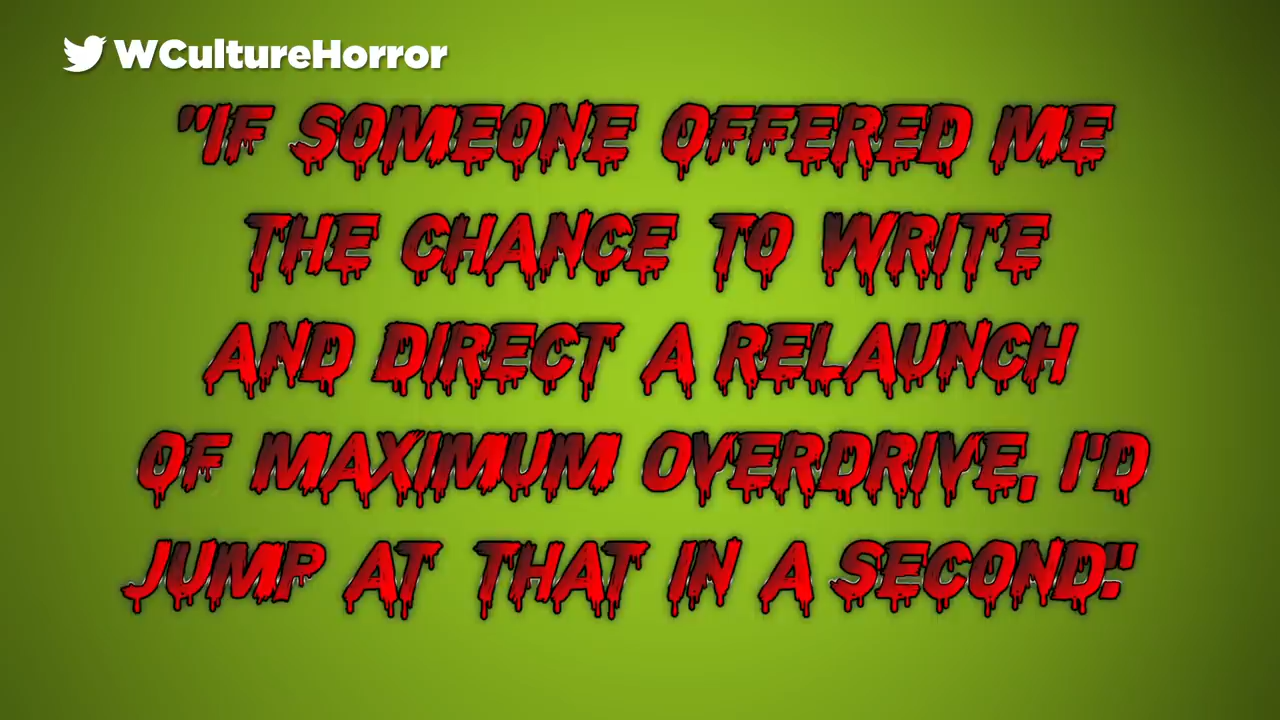 WCultureHorror
"IF SOMEONE OFFERED ME
THE CHANCE TO WRITE
AND DIRECT A RELAUNCH
OF MAXIMUM OVERDRIVE, I'D
JUMP AT THAT IN A SECOND."